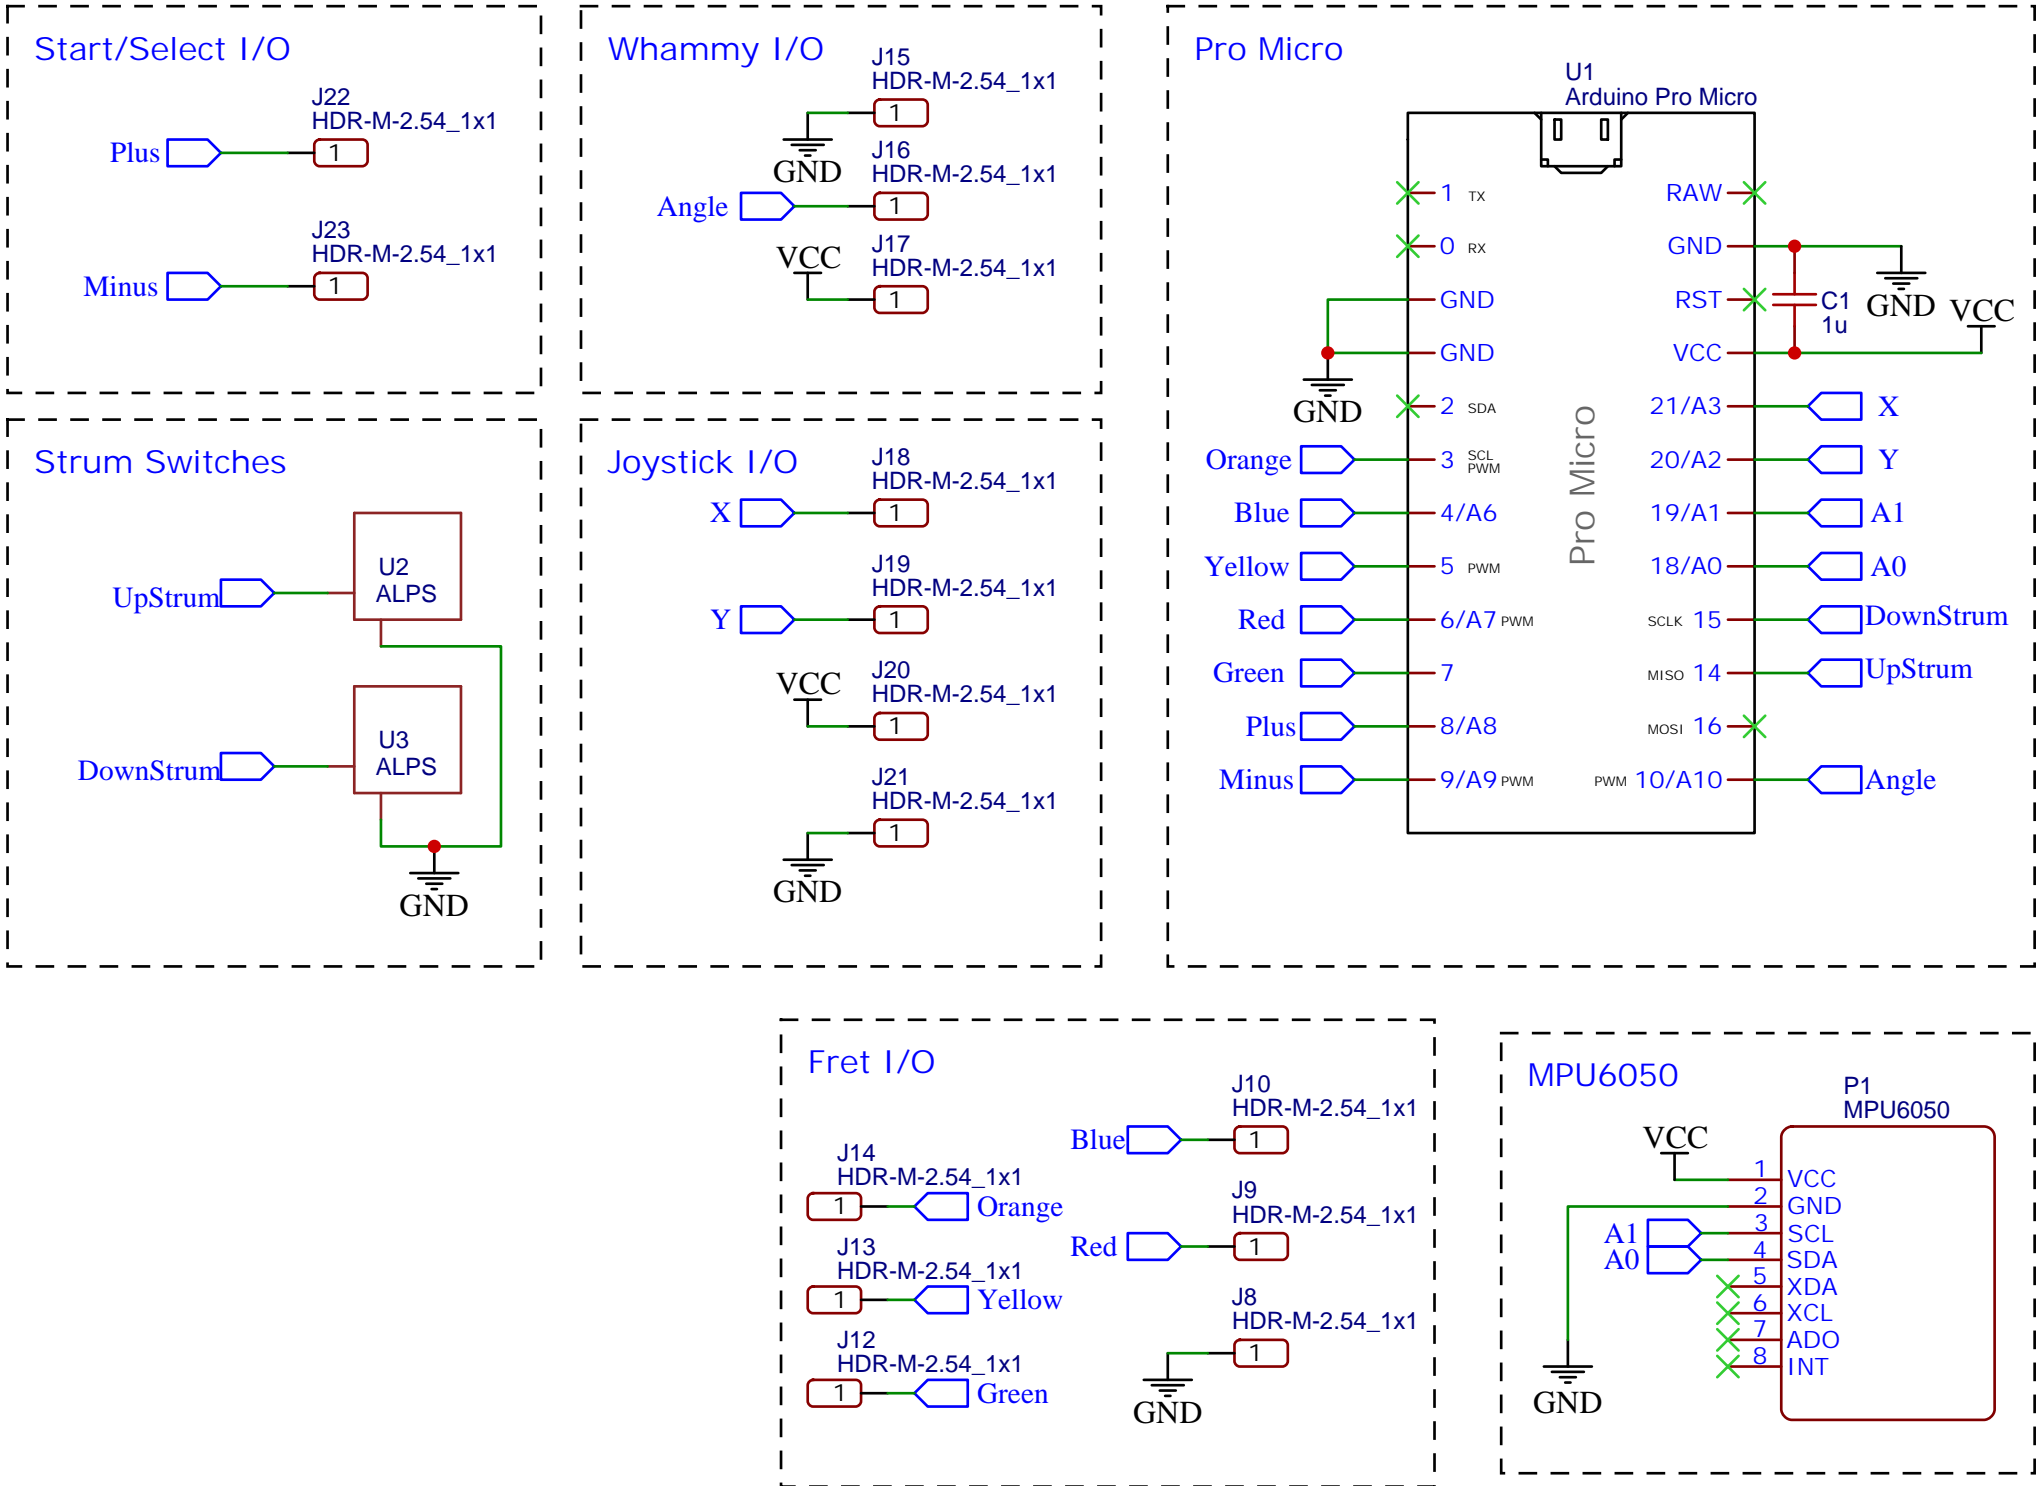 Start/Select I/O
J22
HDR-M-2.54_1x1
Plus
1
J23
HDR-M-2.54_1x1
Minus
1
Whammy I/O
J15
HDR-M-2.54_1x1
1
GND
J16
HDR-M-2.54_1x1
Angle
1
VCC
J17
HDR-M-2.54_1x1
1
Pro Micro
U1
Arduino Pro Micro
1 TX
RAW
0 RX
GND
GND
RST
C1
1u
GND
VCC
GND
VCC
GND
2 SDA
21/A3
X
Orange
3 SCL
PWM
20/A2
Y
Blue
4/A6
19/A1
A1
Yellow
5 PWM
18/A0
A0
Red
6/A7 PWM
SCLK 15
DownStrum
Green
7
MISO 14
UpStrum
Plus
8/A8
MOSI 16
Minus
9/A9 PWM
PWM 10/A10
Angle
Pro Micro
Strum Switches
U2
ALPS
UpStrum
U3
ALPS
DownStrum
GND
Joystick I/O
J18
HDR-M-2.54_1x1
X
1
J19
HDR-M-2.54_1x1
Y
1
J20
HDR-M-2.54_1x1
VCC
1
J21
HDR-M-2.54_1x1
1
GND
Fret I/O
J14
HDR-M-2.54_1x1
1
Orange
J13
HDR-M-2.54_1x1
1
Yellow
J12
HDR-M-2.54_1x1
1
Green
J10
HDR-M-2.54_1x1
Blue
1
J9
HDR-M-2.54_1x1
Red
1
J8
HDR-M-2.54_1x1
1
GND
MPU6050
P1
MPU6050
VCC
1 VCC
2 GND
A1
3 SCL
A0
4 SDA
5 XDA
6 XCL
7 ADO
8 INT
GND